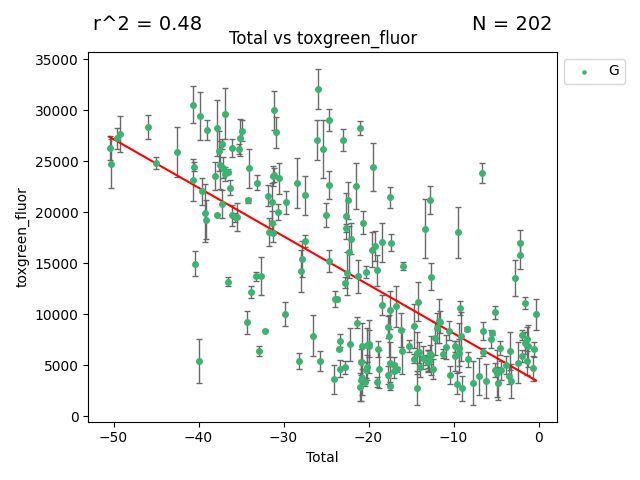 r^2 = 0.48 N = 202
Total vs toxgreen_fluor
G
35000
30000
25000
20000
15000
10000
5000
0
toxgreen_fluor
−50 −40 −30 −20 −10 0
Total